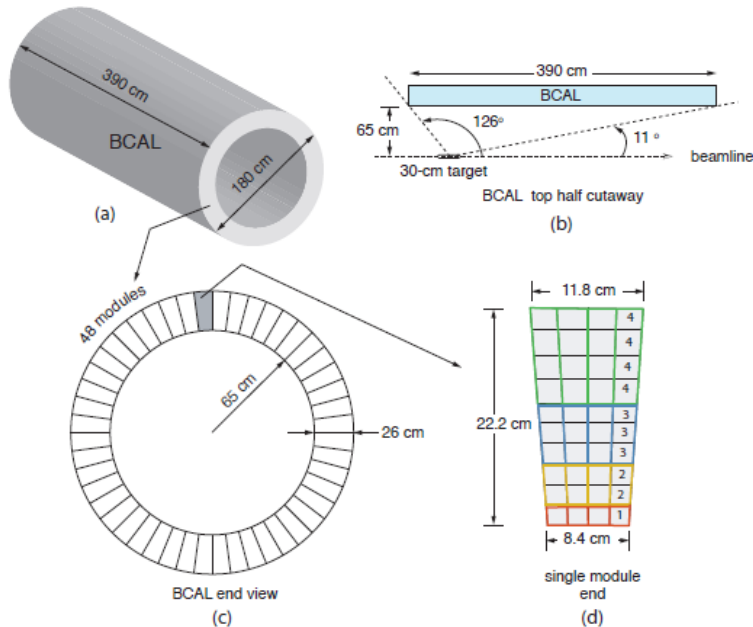 390 cm
BCAL
180 cm
(a)
390 cm
BCAL
65 cm
126°
11 °
30-cm target
beamline
BCAL top half cutaway
(b)
48 modules
65 cm
26 cm
BCAL end view
(c)
11.8 cm
4
4
4
4
22.2 cm
3
3
3
2
2
1
8.4 cm
single module
end
(d)